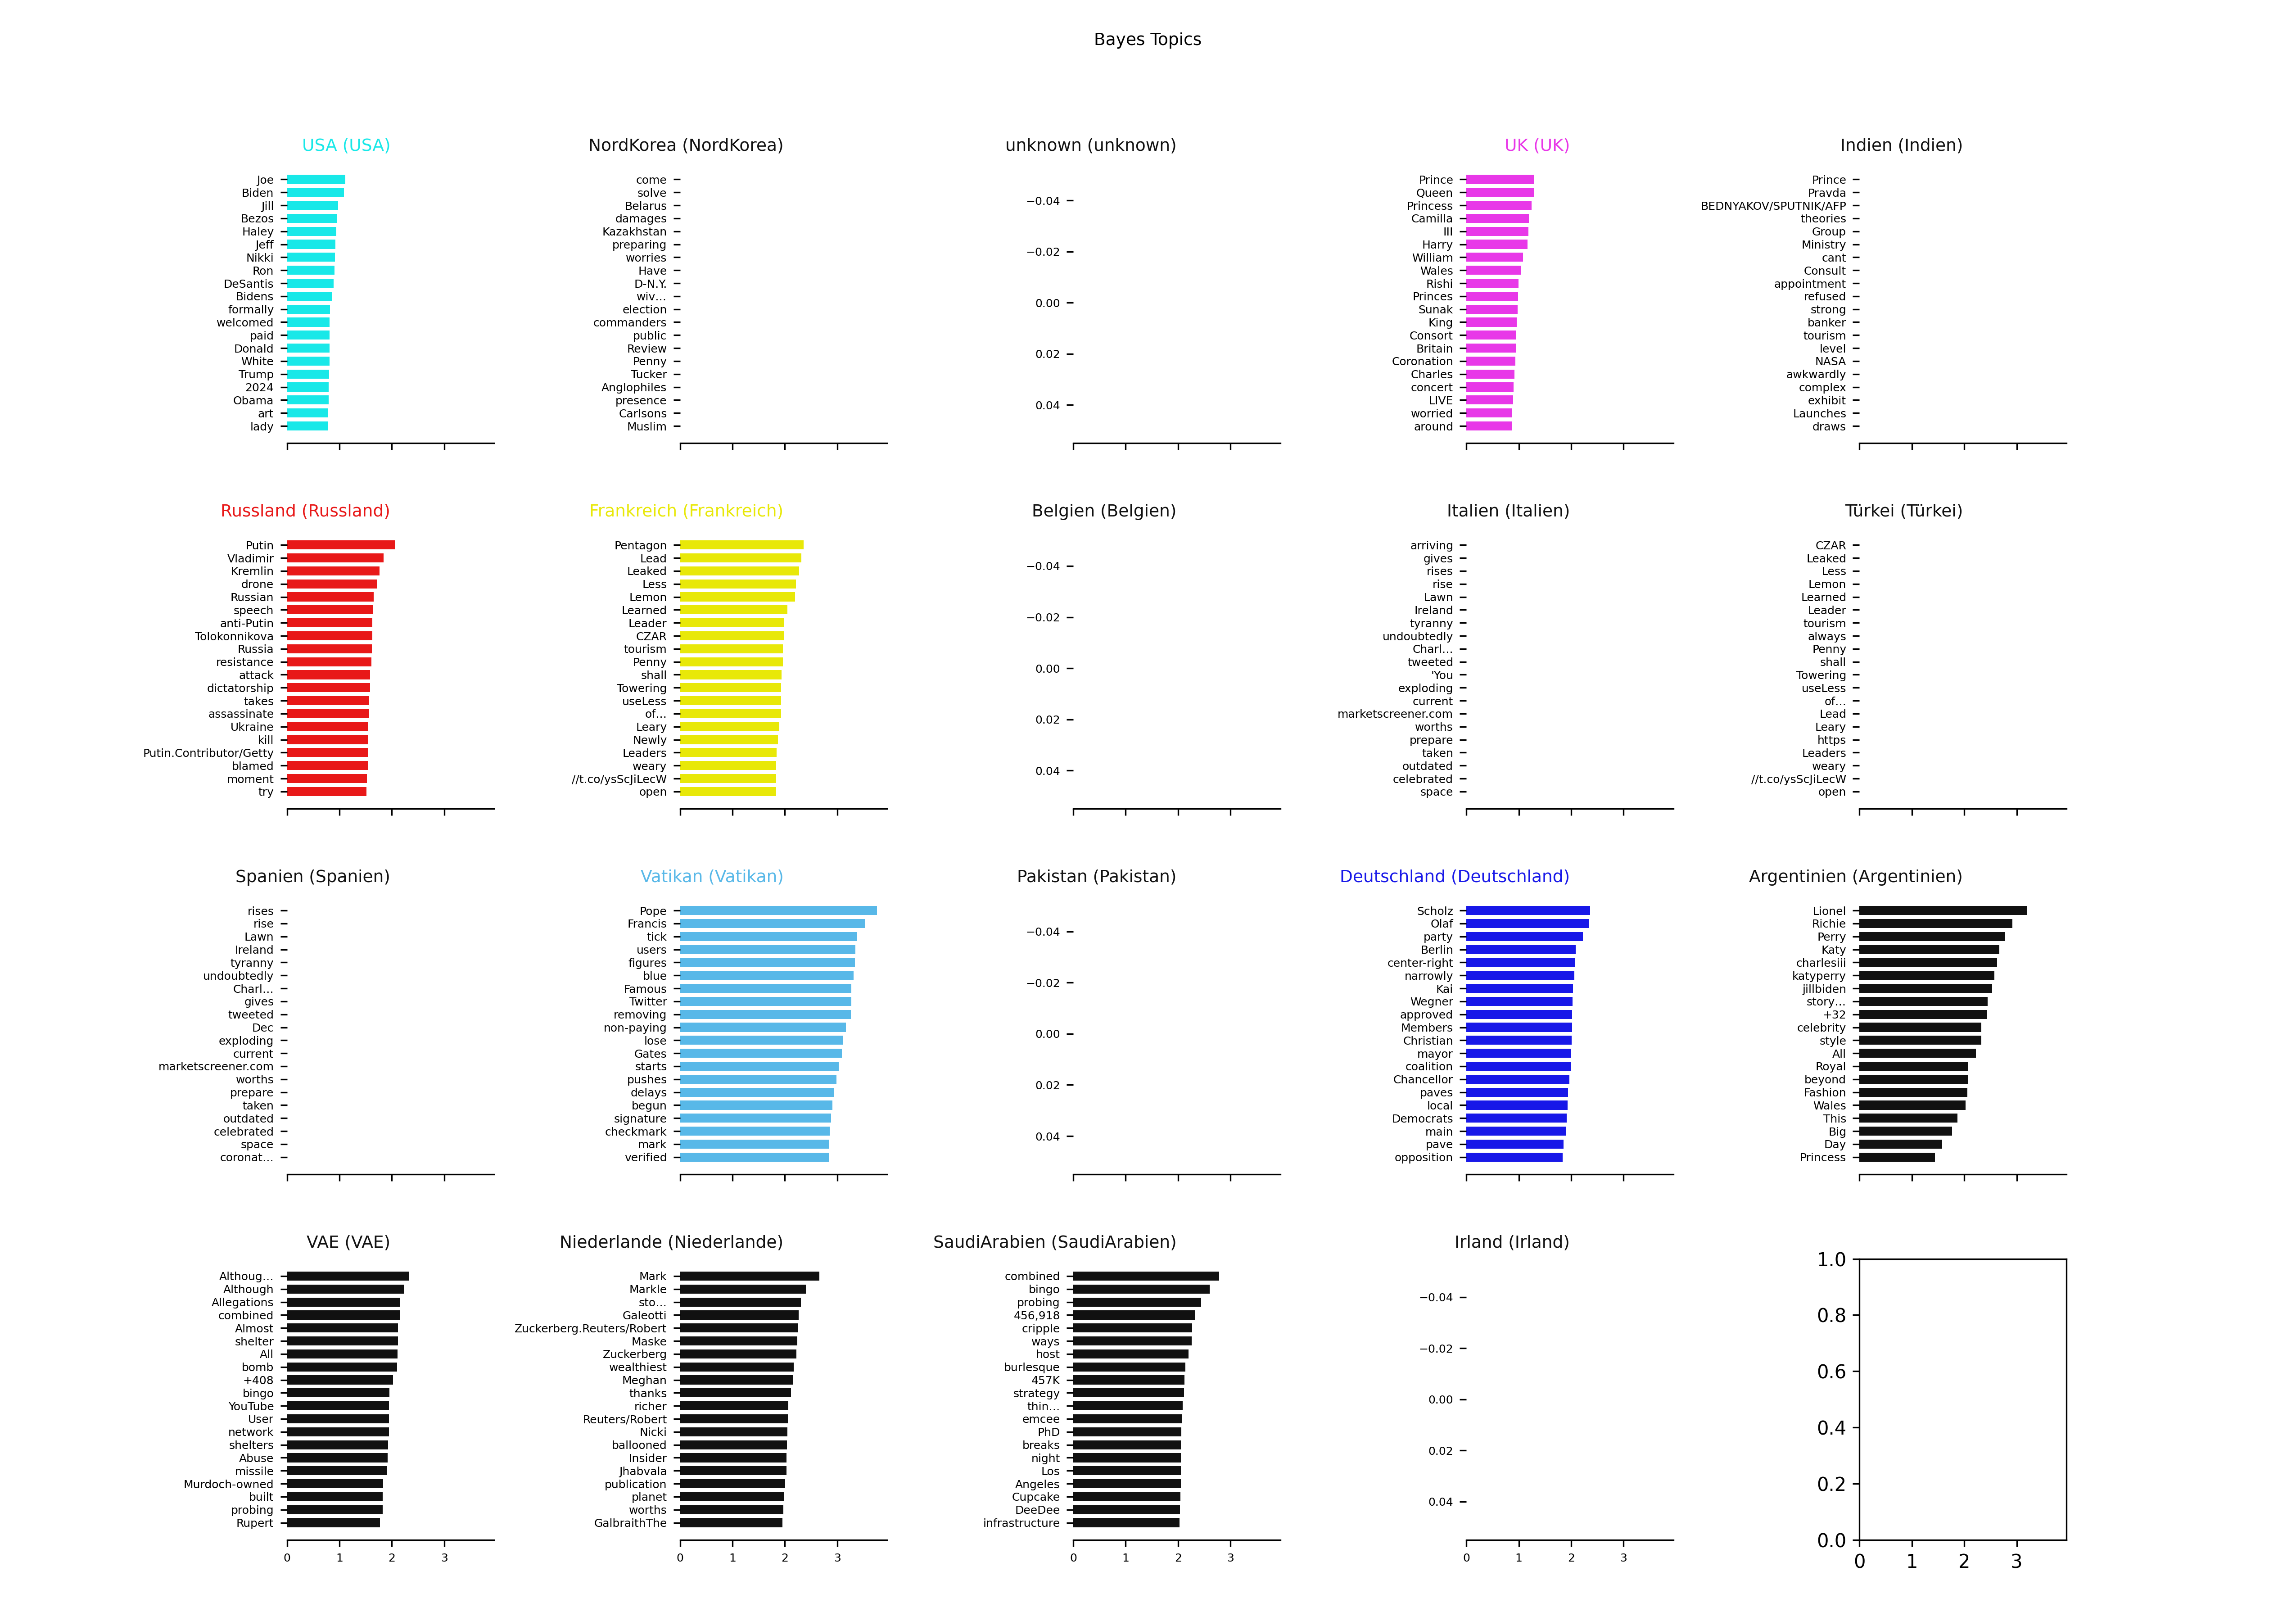 Bayes Topics
USA (USA)
Joe
Biden
Jill
Bezos
Haley
Jeff
Nikki
Ron
DeSantis
Bidens
formally
welcomed
paid
Donald
White
Trump
2024
Obama
art
lady
NordKorea (NordKorea)
come
solve
Belarus
damages
Kazakhstan
preparing
worries
Have
D-N.Y.
wiv...
election
commanders
public
Review
Penny
Tucker
Anglophiles
presence
Carlsons
Muslim
unknown (unknown)
−0.04
−0.02
0.00
0.02
0.04
UK (UK)
Prince
Queen
Princess
Camilla
III
Harry
William
Wales
Rishi
Princes
Sunak
King
Consort
Britain
Coronation
Charles
concert
LIVE
worried
around
Indien (Indien)
Prince
Pravda
BEDNYAKOV/SPUTNIK/AFP
theories
Group
Ministry
cant
Consult
appointment
refused
strong
banker
tourism
level
NASA
awkwardly
complex
exhibit
Launches
draws
Russland (Russland)
Putin
Vladimir
Kremlin
drone
Russian
speech
anti-Putin
Tolokonnikova
Russia
resistance
attack
dictatorship
takes
assassinate
Ukraine
kill
Putin.Contributor/Getty
blamed
moment
try
Frankreich (Frankreich)
Pentagon
Lead
Leaked
Less
Lemon
Learned
Leader
CZAR
tourism
Penny
shall
Towering
useLess
of...
Leary
Newly
Leaders
weary
//t.co/ysScJiLecW
open
Belgien (Belgien)
−0.04
−0.02
0.00
0.02
0.04
Italien (Italien)
arriving
gives
rises
rise
Lawn
Ireland
tyranny
undoubtedly
Charl...
tweeted
'You
exploding
current
marketscreener.com
worths
prepare
taken
outdated
celebrated
space
Türkei (Türkei)
CZAR
Leaked
Less
Lemon
Learned
Leader
tourism
always
Penny
shall
Towering
useLess
of...
Lead
Leary
https
Leaders
weary
//t.co/ysScJiLecW
open
Spanien (Spanien)
rises
rise
Lawn
Ireland
tyranny
undoubtedly
Charl...
gives
tweeted
Dec
exploding
current
marketscreener.com
worths
prepare
taken
outdated
celebrated
space
coronat...
Vatikan (Vatikan)
Pope
Francis
tick
users
figures
blue
Famous
Twitter
removing
non-paying
lose
Gates
starts
pushes
delays
begun
signature
checkmark
mark
verified
Pakistan (Pakistan)
−0.04
−0.02
0.00
0.02
0.04
Deutschland (Deutschland)
Scholz
Olaf
party
Berlin
center-right
narrowly
Kai
Wegner
approved
Members
Christian
mayor
coalition
Chancellor
paves
local
Democrats
main
pave
opposition
Argentinien (Argentinien)
Lionel
Richie
Perry
Katy
charlesiii
katyperry
jillbiden
story...
+32
celebrity
style
All
Royal
beyond
Fashion
Wales
This
Big
Day
Princess
VAE (VAE)
Althoug...
Although
Allegations
combined
Almost
shelter
All
bomb
+408
bingo
YouTube
User
network
shelters
Abuse
missile
Murdoch-owned
built
probing
Rupert
0 1 2 3
Niederlande (Niederlande)
Mark
Markle
sto...
Galeotti
Zuckerberg.Reuters/Robert
Maske
Zuckerberg
wealthiest
Meghan
thanks
richer
Reuters/Robert
Nicki
ballooned
Insider
Jhabvala
publication
planet
worths
GalbraithThe
0 1 2 3
SaudiArabien (SaudiArabien)
combined
bingo
probing
456,918
cripple
ways
host
burlesque
457K
strategy
thin...
emcee
PhD
breaks
night
Los
Angeles
Cupcake
DeeDee
infrastructure
0 1 2 3
Irland (Irland)
−0.04
−0.02
0.00
0.02
0.04
0 1 2 3
1.0
0.8
0.6
0.4
0.2
0.0
0 1 2 3